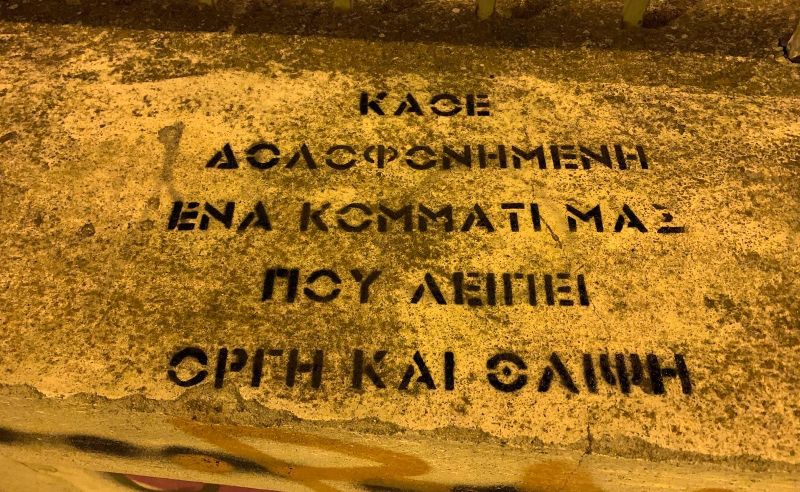 ΚΑΘΕ
ΔΟΛΟΦΟΝΗΜΕΝΗ
ΕΝΑ ΚΟΜΜΑΤΙ ΜΑΣ
ΠΟΥ ΛΕΙΠΕΙ
ΟΡΓΗ ΚΑΙ ΘΛΙΨΗ